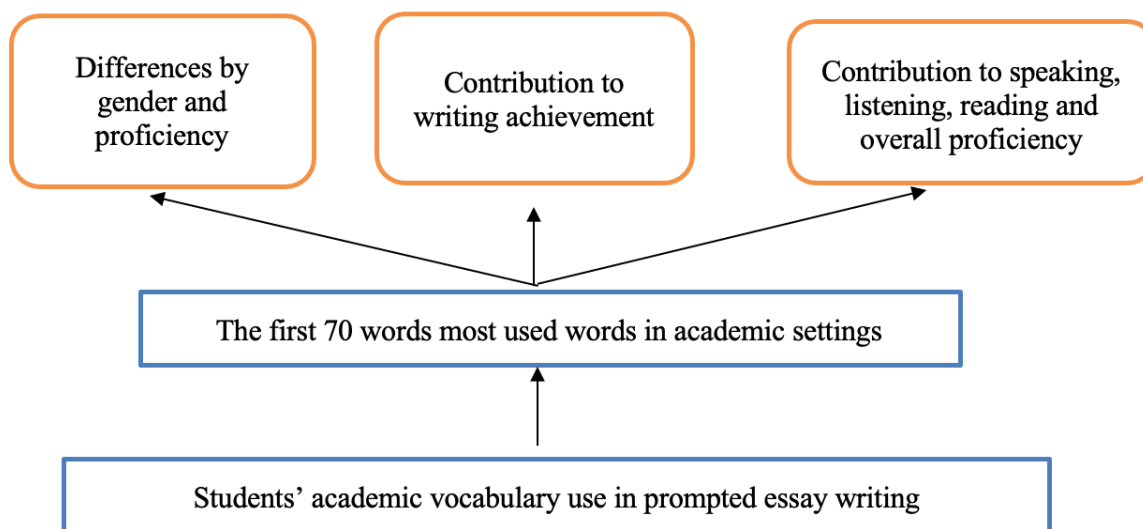 Differences by
gender and
proficiency
Contribution to
writing achievement
Contribution to speaking,
listening, reading and
overall proficiency
The first 70 words most used words in academic settings
Students’ academic vocabulary use in prompted essay writing